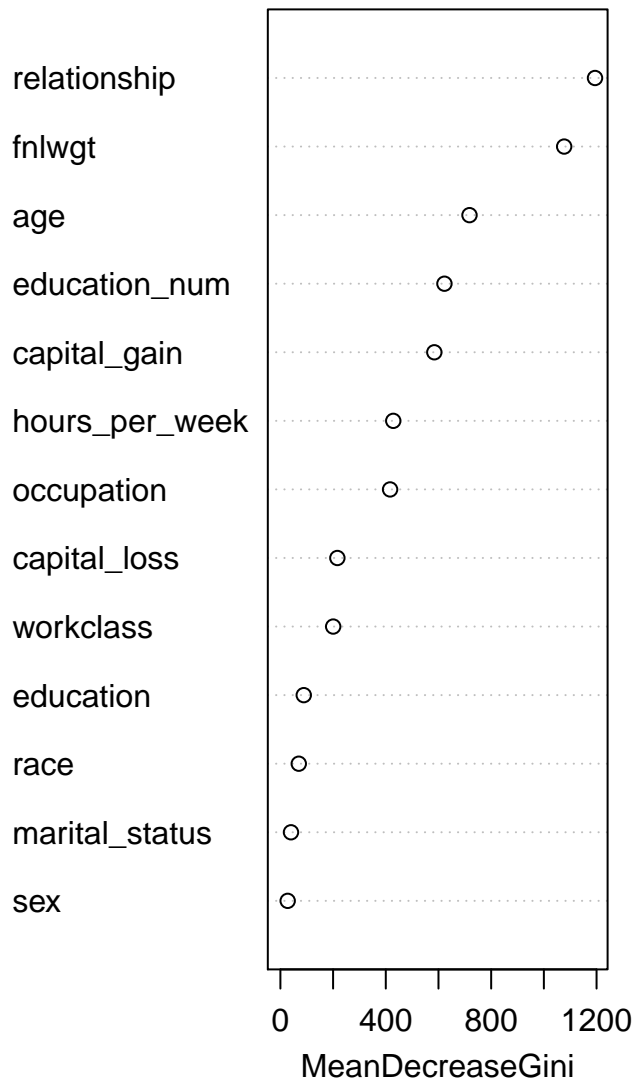 relationship
fnlwgt
age
education_num
capital_gain
hours_per_week
occupation
capital_loss
workclass
education
race
marital_status
sex
0 400 800 1200
MeanDecreaseGini